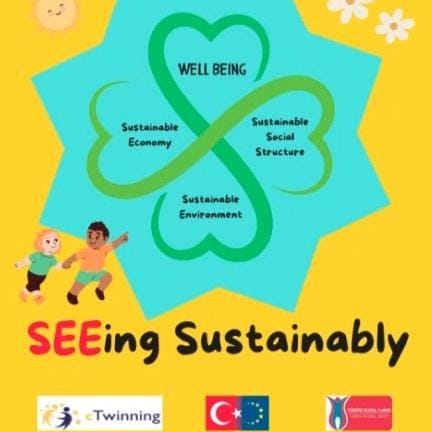 WELL BEING
Sustainable
Economy
Sustainable
Social
Structure
Sustainable
Environment
SEEing Sustainably
eTwinning